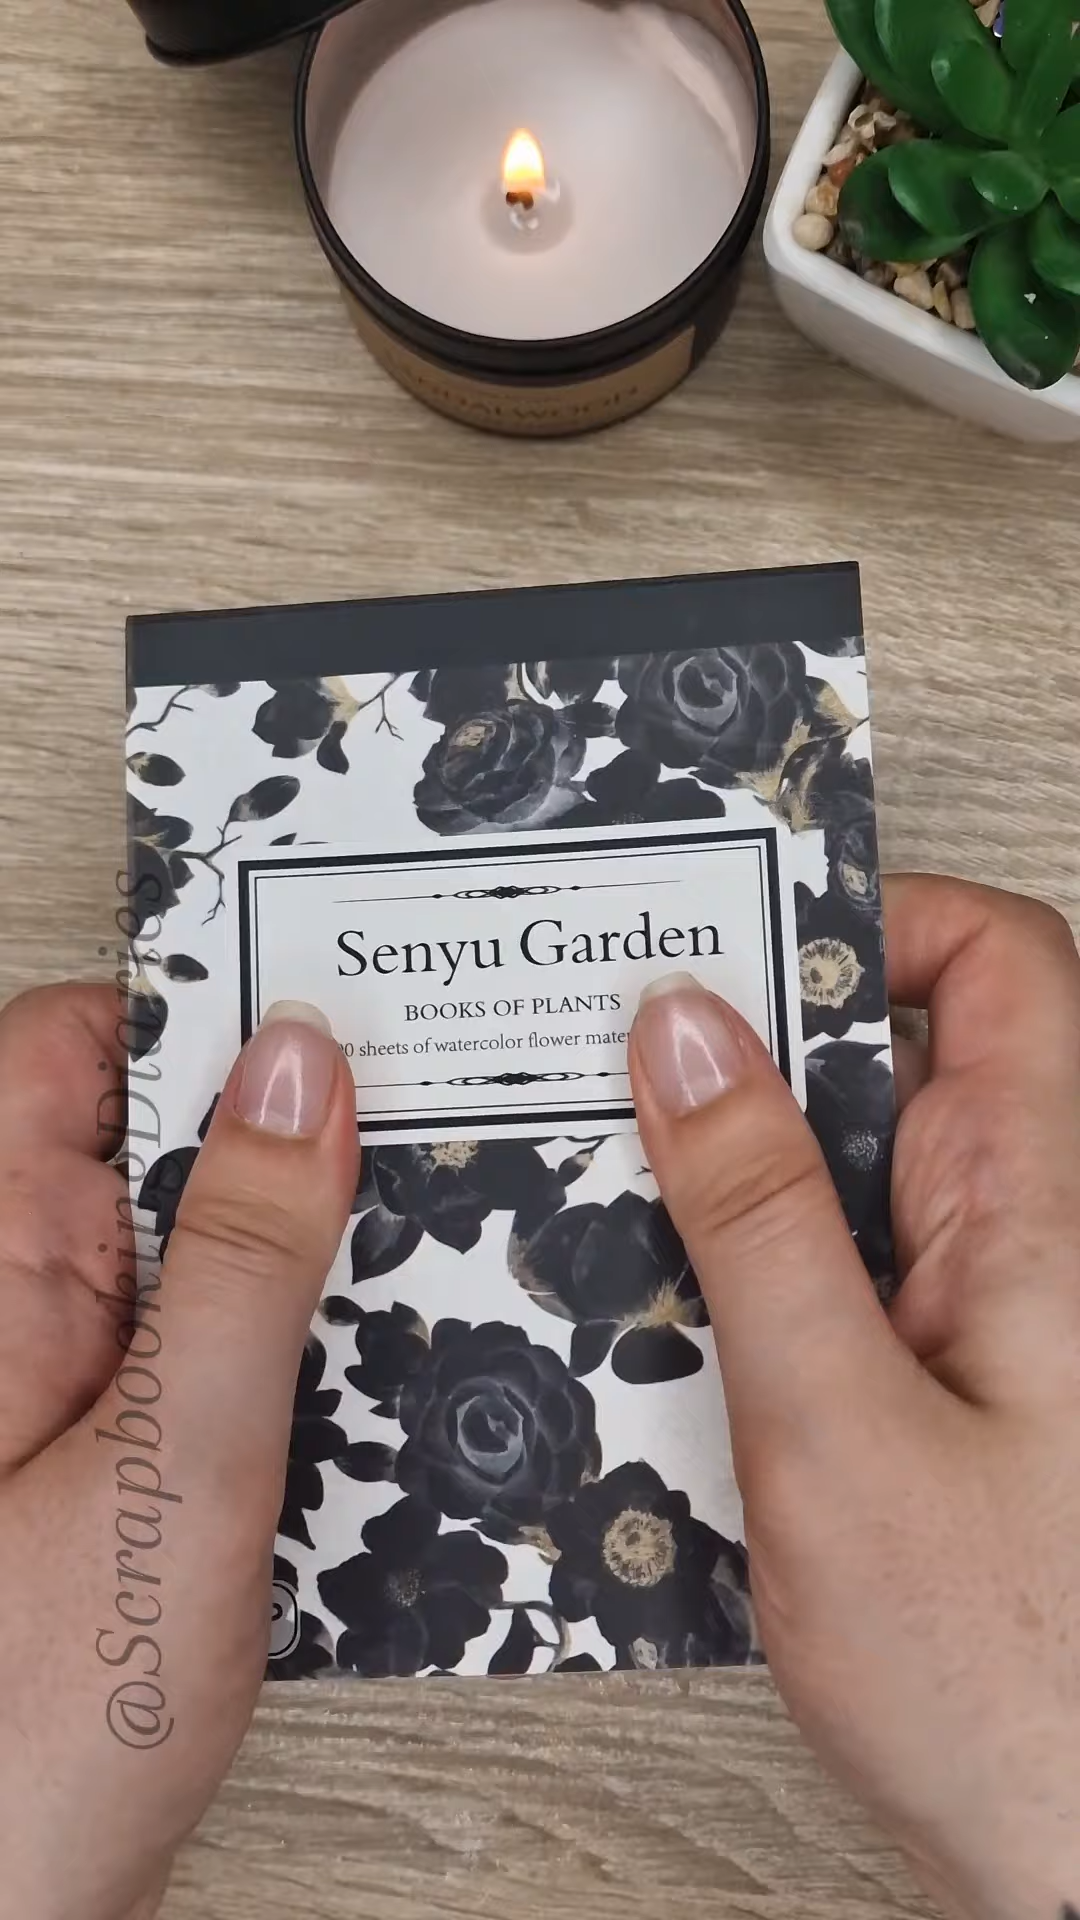 Senyu Garden
BOOKS OF PLANTS
sheets of watercolor flower
@ScrapbookingDiaries